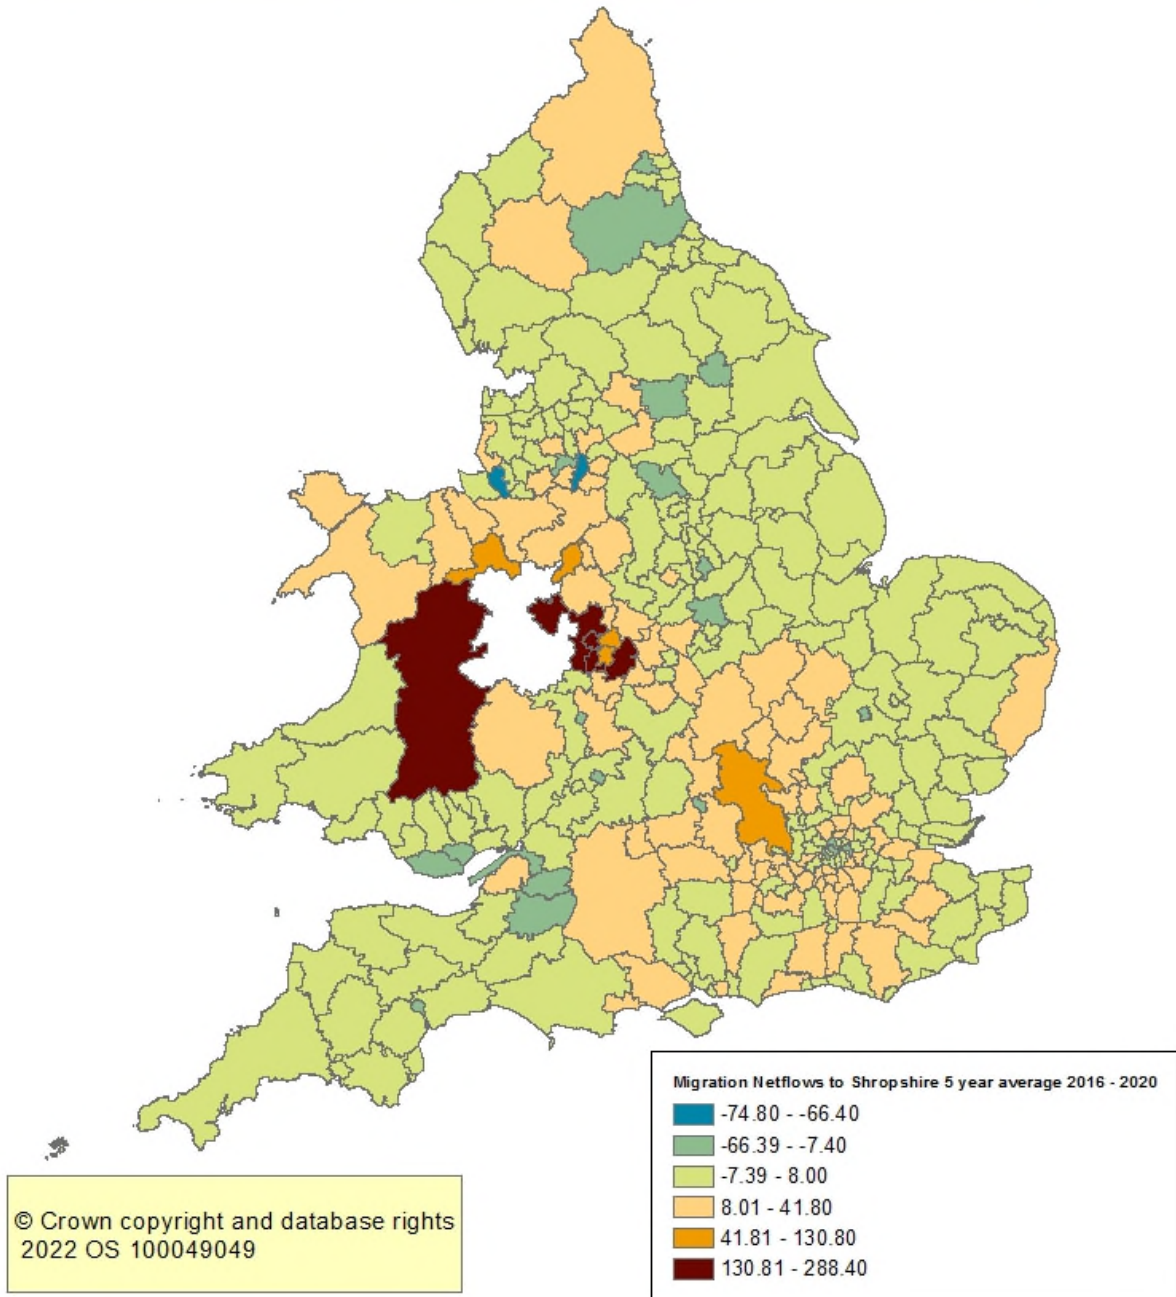 Migration Netflows to Shropshire 5 year average 2016 - 2020
-74.80 - -66.40
-66.39 - -7.40
-7.39 - 8.00
8.01 - 41.80
41.81 - 130.80
130.81 - 288.40
© Crown copyright and database rights
2022 OS 100049049